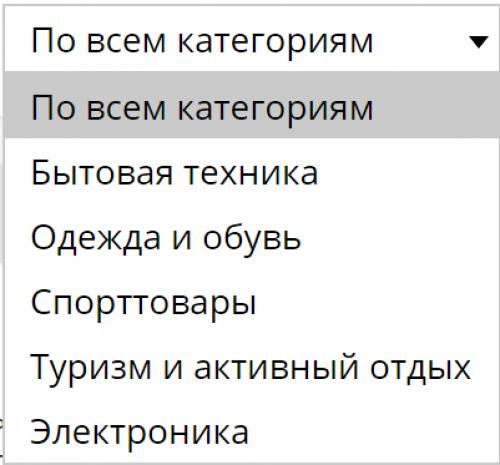 По всем категориям
По всем категориям
Бытовая техника
Одежда и обувь
Спорттовары
Туризм и активный отдых
Электроника